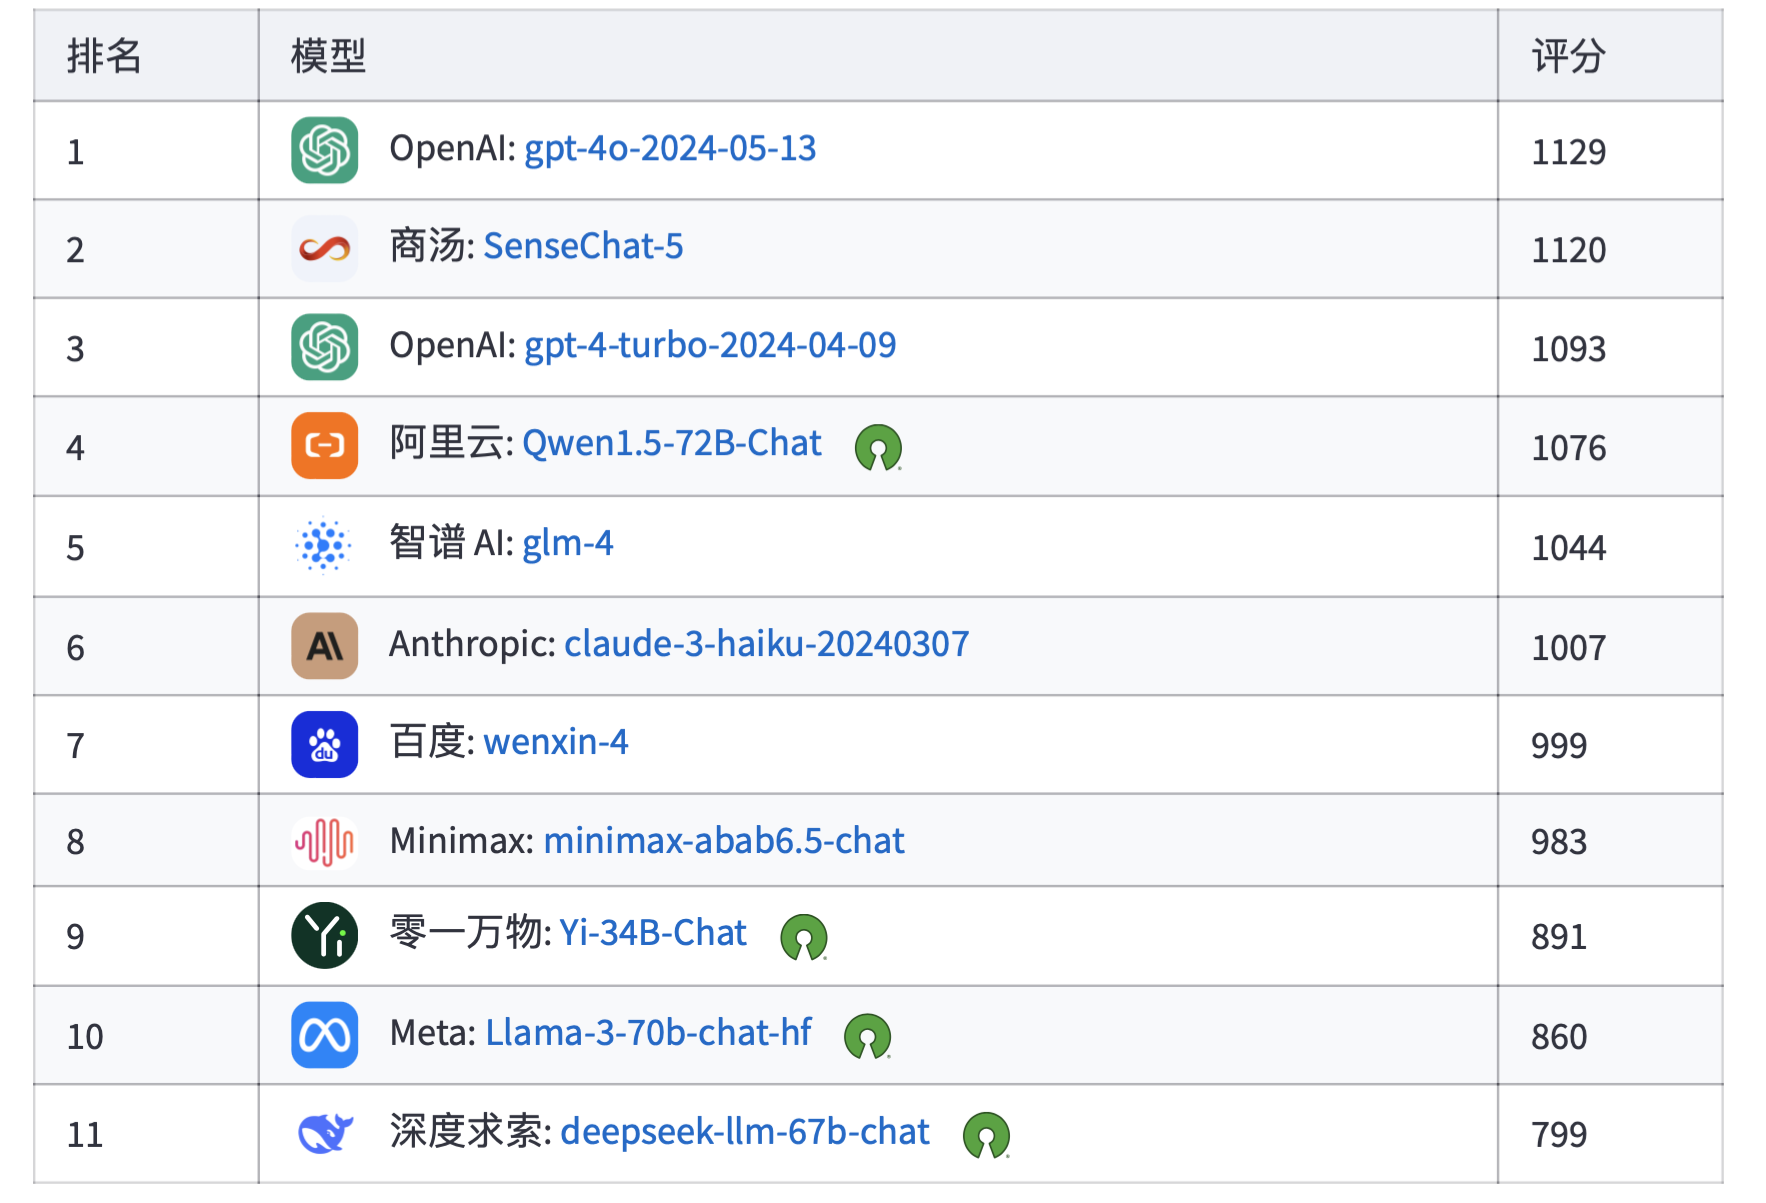 排名 模型 评分
1 OpenAI: gpt-4o-2024-05-13 1129
2 商汤: SenseChat-5 1120
3 OpenAI: gpt-4-turbo-2024-04-09 1093
4 阿里云: Qwen1.5-72B-Chat 1076
5 智谱 AI: glm-4 1044
6 AI Anthropic: claude-3-haiku-20240307 1007
7 du 百度: wenxin-4 999
8 Minimax: minimax-abab6.5-chat 983
9 Yi 零一万物: Yi-34B-Chat 891
10 Meta: Llama-3-70b-chat-hf 860
11 深度求索: deepseek-llm-67b-chat 799